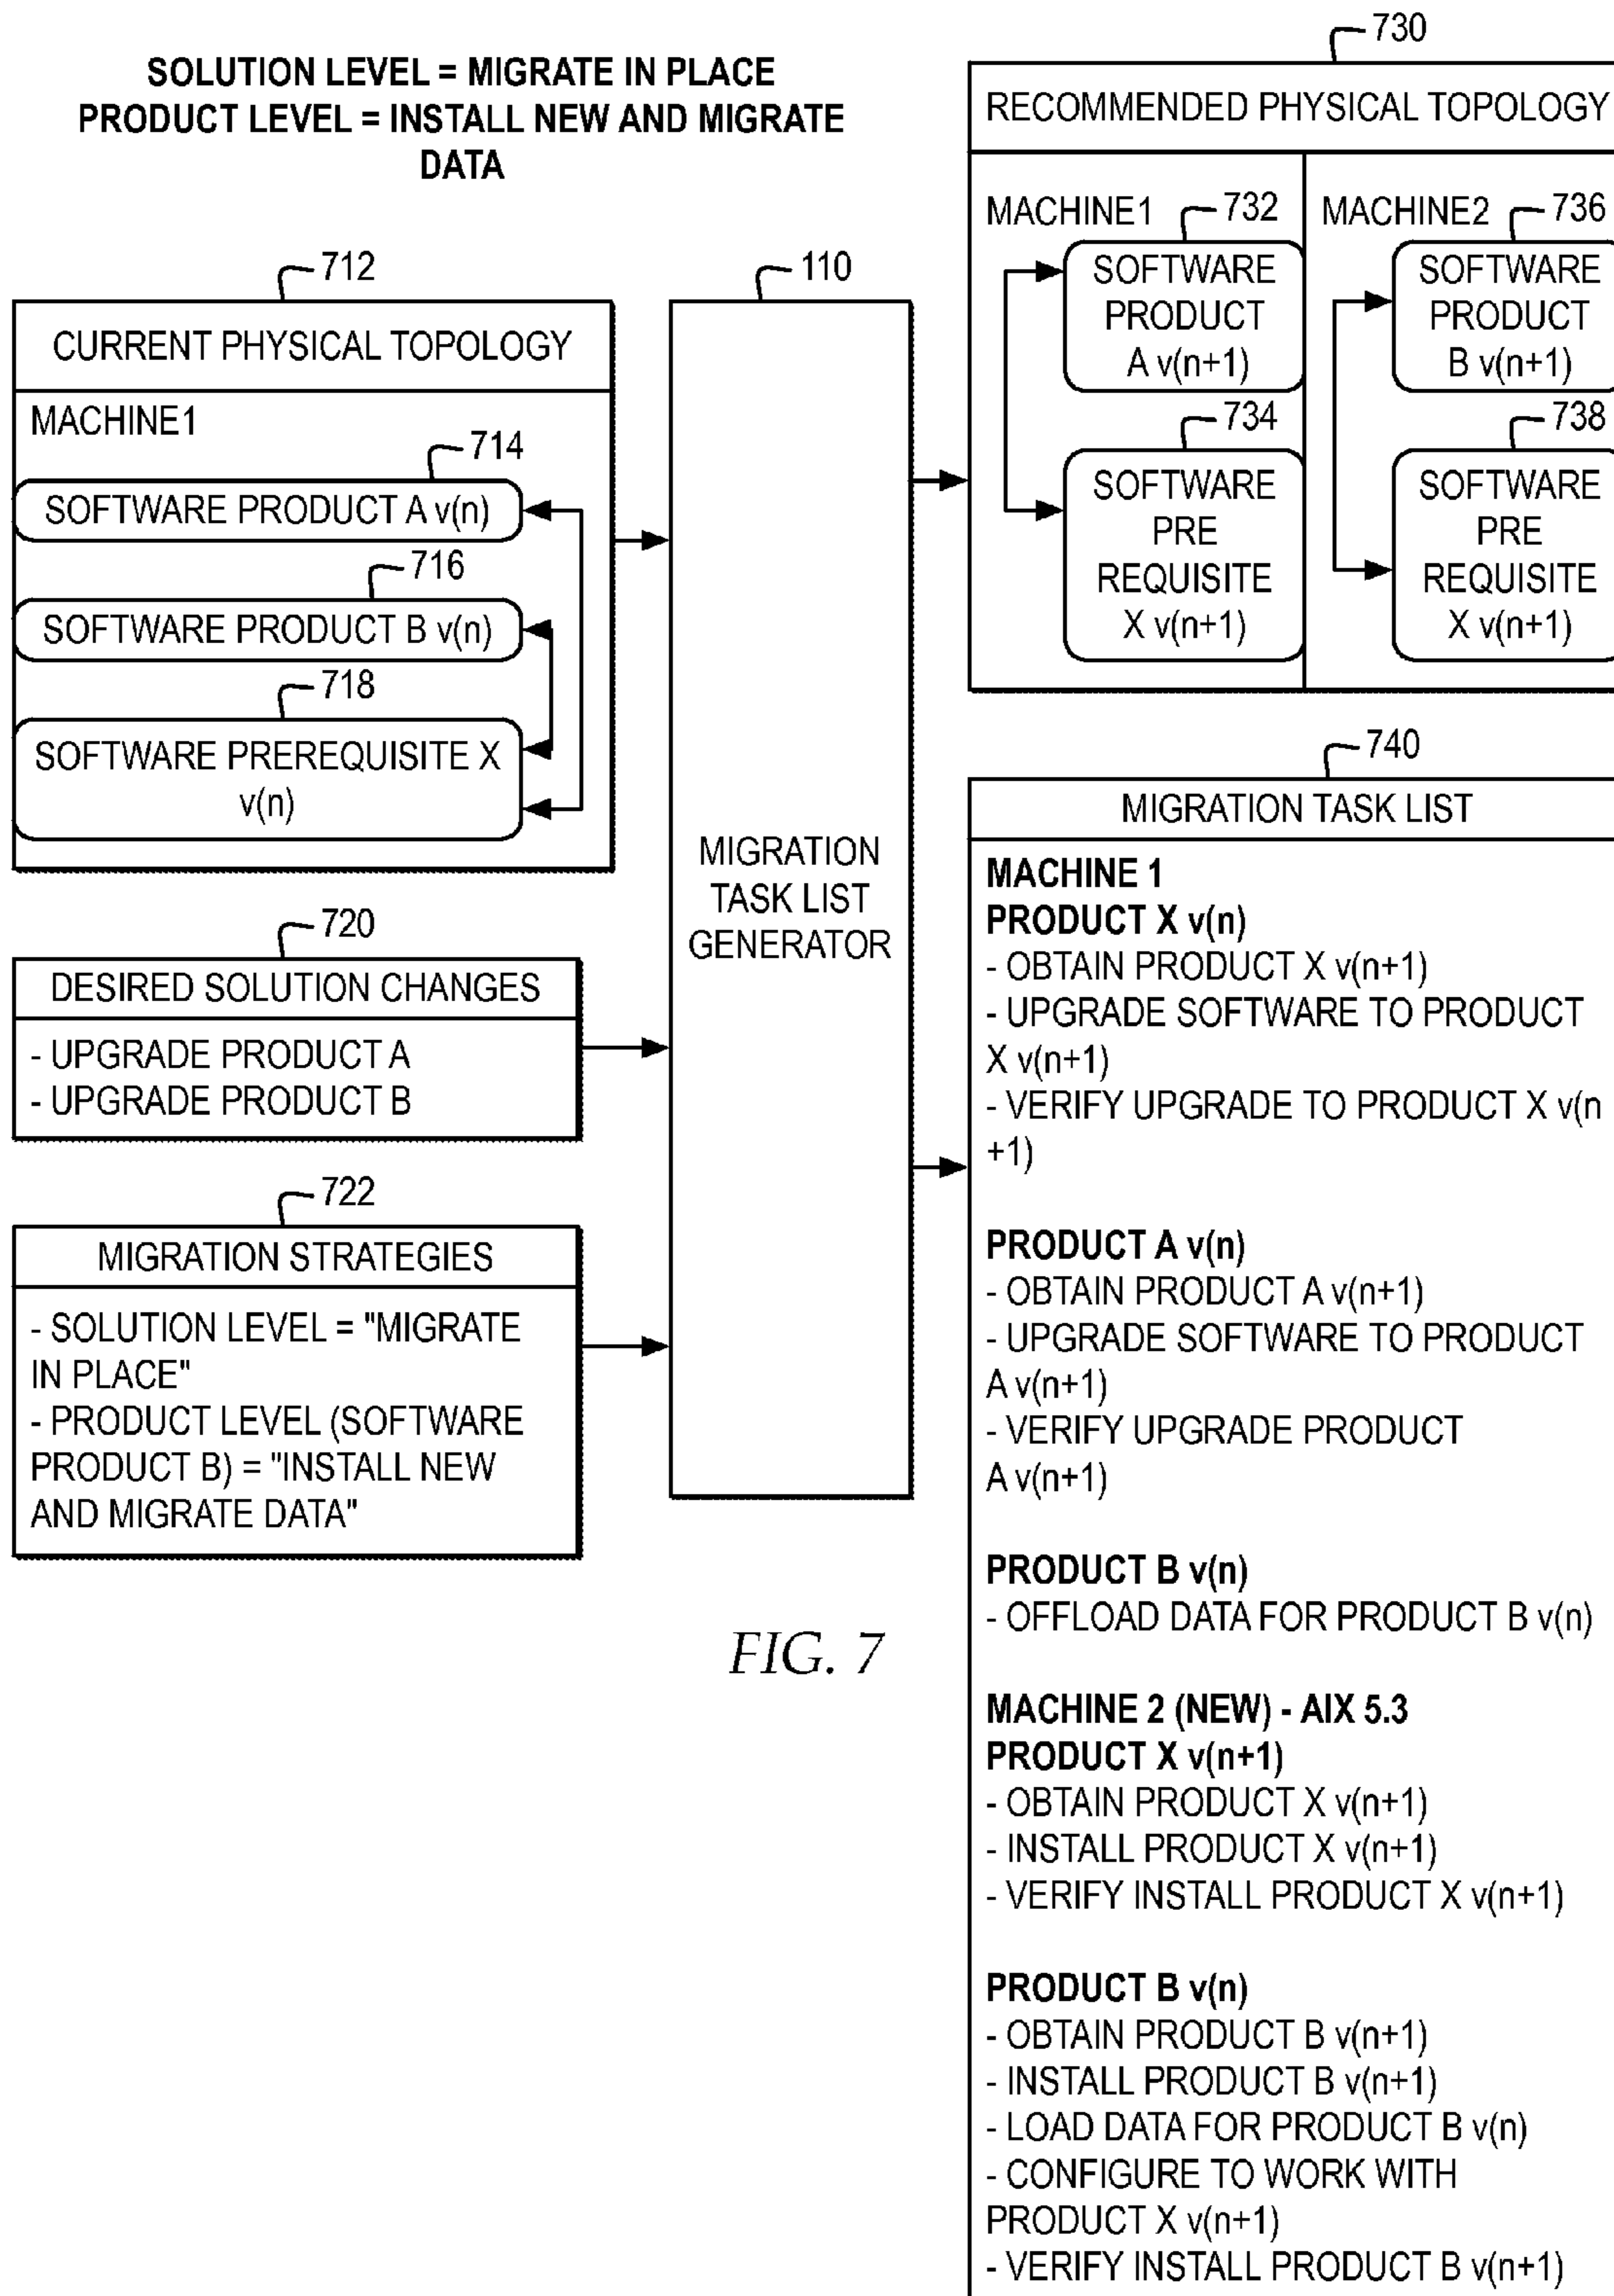 SOLUTION LEVEL = MIGRATE IN PLACE
PRODUCT LEVEL = INSTALL NEW AND MIGRATE
DATA
712
CURRENT PHYSICAL TOPOLOGY
MACHINE1
714
SOFTWARE PRODUCT A v(n)
716
SOFTWARE PRODUCT B v(n)
718
SOFTWARE PREREQUISITE X
v(n)
720
DESIRED SOLUTION CHANGES
- UPGRADE PRODUCT A
- UPGRADE PRODUCT B
722
MIGRATION STRATEGIES
- SOLUTION LEVEL = "MIGRATE
IN PLACE"
- PRODUCT LEVEL (SOFTWARE
PRODUCT B) = "INSTALL NEW
AND MIGRATE DATA"
110
MIGRATION
TASK LIST
GENERATOR
730
RECOMMENDED PHYSICAL TOPOLOGY
MACHINE1
732
SOFTWARE
PRODUCT
A v(n+1)
734
SOFTWARE
PRE
REQUISITE
X v(n+1)
MACHINE2
736
SOFTWARE
PRODUCT
B v(n+1)
738
SOFTWARE
PRE
REQUISITE
X v(n+1)
740
MIGRATION TASK LIST
MACHINE 1
PRODUCT X v(n)
- OBTAIN PRODUCT X v(n+1)
- UPGRADE SOFTWARE TO PRODUCT
X v(n+1)
- VERIFY UPGRADE TO PRODUCT X v(n
+1)
PRODUCT A v(n)
- OBTAIN PRODUCT A v(n+1)
- UPGRADE SOFTWARE TO PRODUCT
A v(n+1)
- VERIFY UPGRADE PRODUCT
A v(n+1)
PRODUCT B v(n)
- OFFLOAD DATA FOR PRODUCT B v(n)
MACHINE 2 (NEW) - AIX 5.3
PRODUCT X v(n+1)
- OBTAIN PRODUCT X v(n+1)
- INSTALL PRODUCT X v(n+1)
- VERIFY INSTALL PRODUCT X v(n+1)
PRODUCT B v(n)
- OBTAIN PRODUCT B v(n+1)
- INSTALL PRODUCT B v(n+1)
- LOAD DATA FOR PRODUCT B v(n)
- CONFIGURE TO WORK WITH
PRODUCT X v(n+1)
- VERIFY INSTALL PRODUCT B v(n+1)
FIG. 7